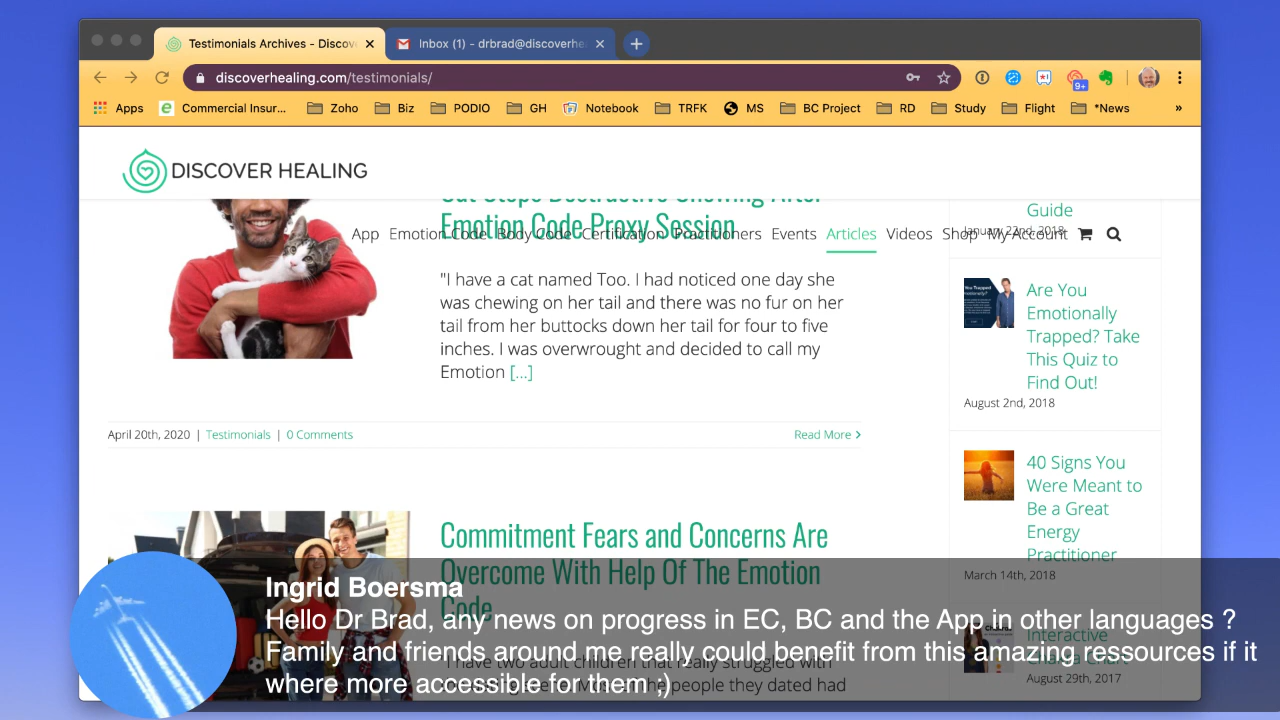 Testimonials Archives - Discov
Inbox (1) - drbrad@discoverhe
discoverhealing.com/testimonials/
9+
Apps
Commercial Insur...
Zoho
Biz
PODIO
GH
Notebook
TRFK
MS
BC Project
RD
Study
Flight
*News
»
DISCOVER HEALING
Cat Stops Destructive Chewing After
Emotion Code Proxy Session
App Emotion Code Body Code Certification Practitioners Events Articles Videos Shop My Account
"I have a cat named Too. I had noticed one day she
was chewing on her tail and there was no fur on her
tail from her buttocks down her tail for four to five
inches. I was overwrought and decided to call my
Emotion [...]
April 20th, 2020 | Testimonials | 0 Comments
Read More
Commitment Fears and Concerns Are
Overcome With Help Of The Emotion
Code
"I have two adult children that really struggled with
the people they dated had
Guide
January 22nd, 2018
Are You
Emotionally
Trapped? Take
This Quiz to
Find Out!
August 2nd, 2018
40 Signs You
Were Meant to
Be a Great
Energy
Practitioner
March 14th, 2018
Interactive
Chart
August 29th, 2017
Ingrid Boersma
Hello Dr Brad, any news on progress in EC, BC and the App in other languages ?
Family and friends around me really could benefit from this amazing ressources if it
where more accessible for them ;)